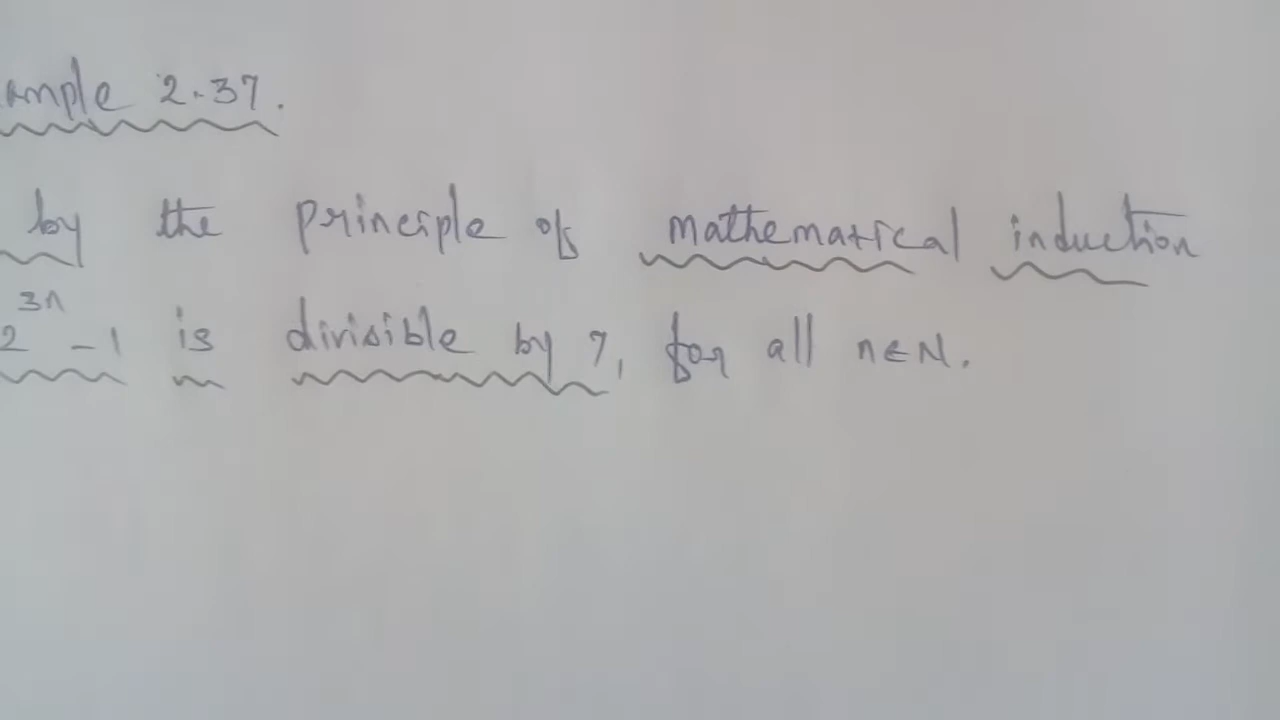 ample 2.37.
by the principle of mathematical induction
2^{3n} - 1 is divisible by 7, for all n∈N.